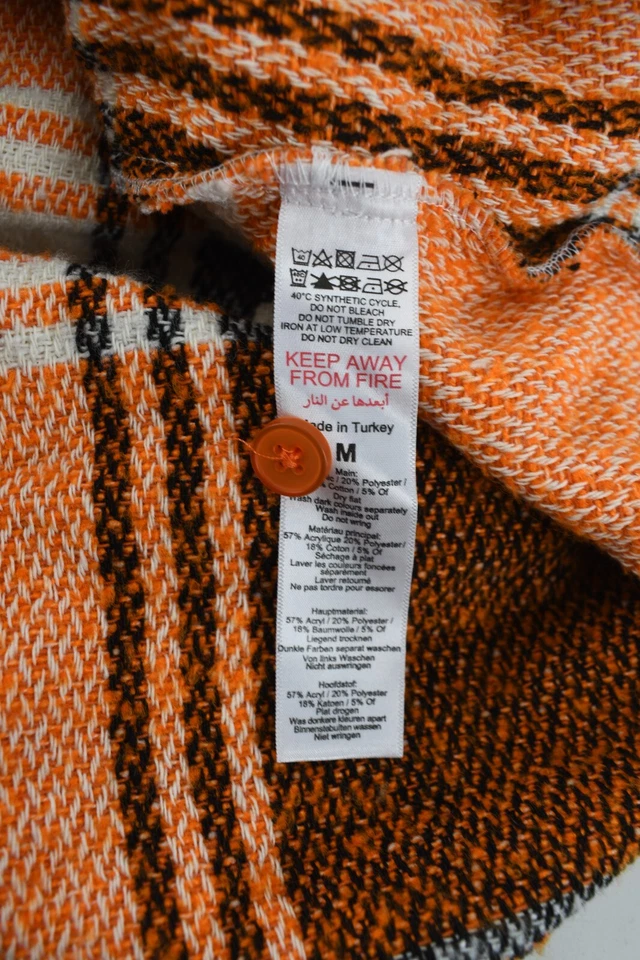 40
40°C SYNTHETIC CYCLE,
DO NOT BLEACH
DO NOT TUMBLE DRY
IRON AT LOW TEMPERATURE
DO NOT DRY CLEAN
KEEP AWAY
FROM FIRE
أبعدها عن النار
in Turkey
M
Main:
/ 20% Polyester /
Cotton / 5% Of
Dry flat
Wash dark colours separately
Wash inside out
Do not wring
Matériau principal:
57% Acrylique 20% Polyester/
18% Coton / 5% Of
Séchage à plat
Laver les couleurs foncées
séparément
Laver retourné
Ne pas tordre pour essorer
Hauptmaterial:
57% Acryl / 20% Polyester /
18% Baumwolle / 5% Of
Liegend trocknen
Dunkle Farben separat waschen
Von links Waschen
Nicht auswringen
Hoofdstof:
57% Acryl / 20% Polyester
18% Katoen / 5% Of
Plat drogen
Was donkere kleuren apart
Binnenstebuiten wassen
Niet wringen